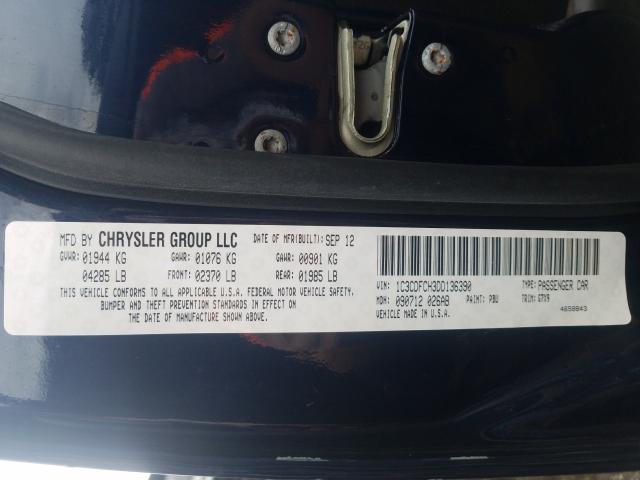 MFD BY CHRYSLER GROUP LLC DATE OF MFR(BUILT): SEP 12
GVWR: 01944 KG GAWR: 01076 KG GAWR: 00901 KG
04285 LB FRONT: 02370 LB REAR: 01985 LB
THIS VEHICLE CONFORMS TO ALL APPLICABLE U.S.A. FEDERAL MOTOR VEHICLE SAFETY,
BUMPER AND THEFT PREVENTION STANDARDS IN EFFECT ON
THE DATE OF MANUFACTURE SHOWN ABOVE.
VIN: 1C3CDFCH3DD136390 TYPE: PASSENGER CAR
MDH: 090712 026AB PAINT: PBU TRIM: GTX9
VEHICLE MADE IN U.S.A. 4658843